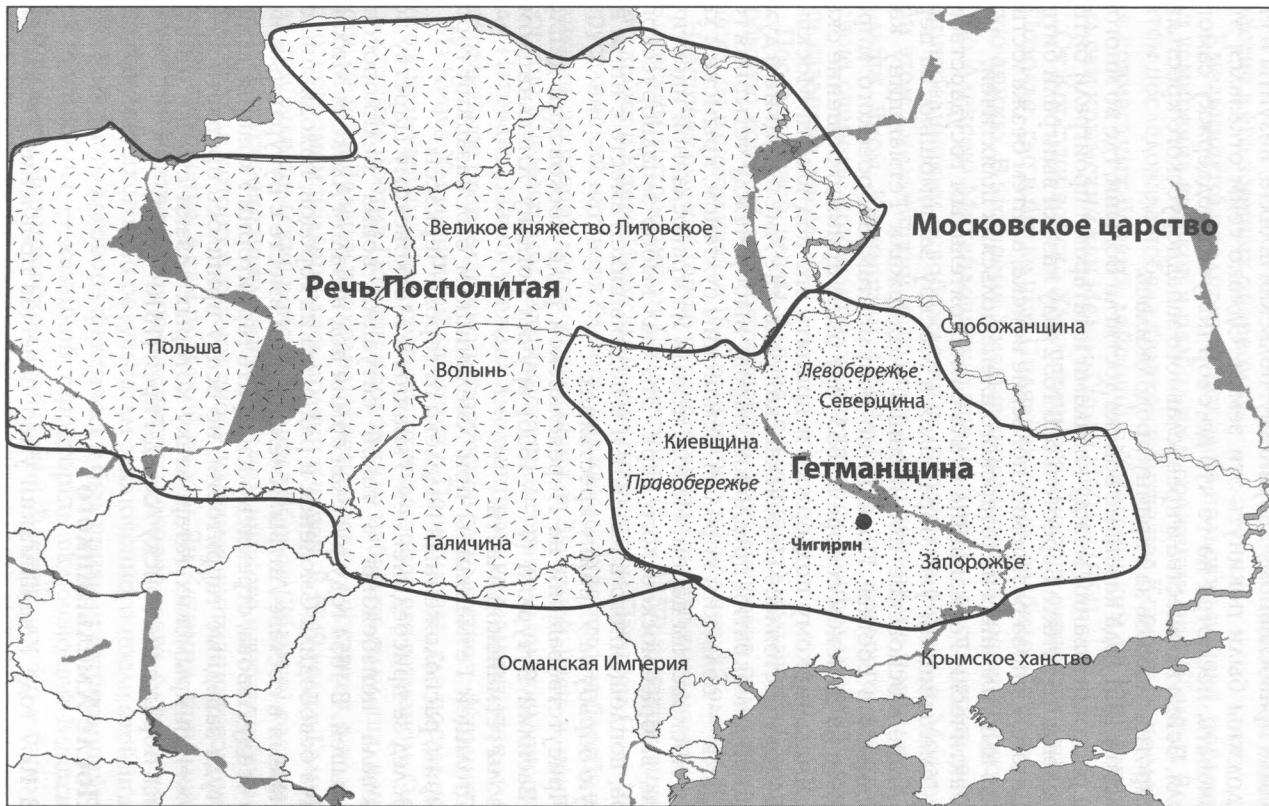 Великое княжество Литовское
Московское царство
Речь Посполитая
Слобожанщина
Польша
Волынь
Левобережье
Северщина
Киевщина
Гетманщина
Правобережье
Чигирин
Галичина
Запорожье
Османская Империя
Крымское ханство